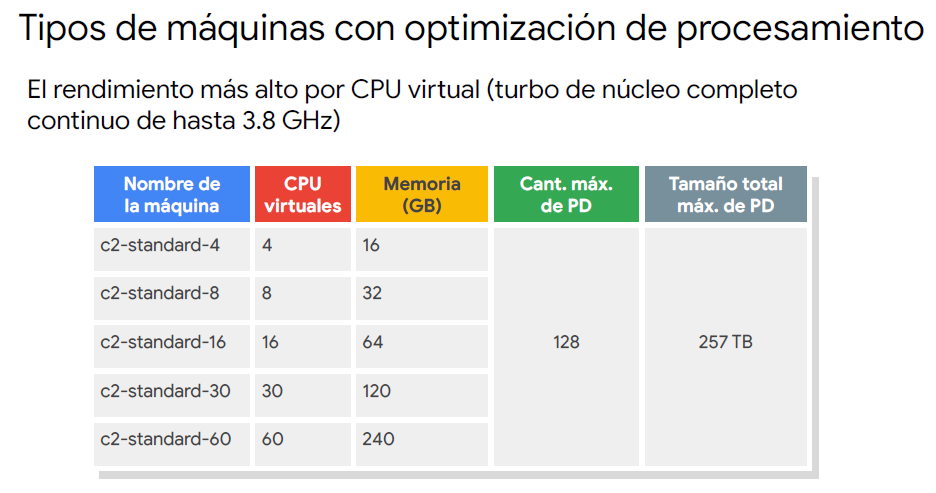 Tipos de máquinas con optimización de procesamiento
El rendimiento más alto por CPU virtual (turbo de núcleo completo
continuo de hasta 3.8 GHz)
Nombre de la máquina CPU virtuales Memoria (GB) Cant. máx. de PD Tamaño total máx. de PD
c2-standard-4 4 16
c2-standard-8 8 32
c2-standard-16 16 64 128 257 TB
c2-standard-30 30 120
c2-standard-60 60 240